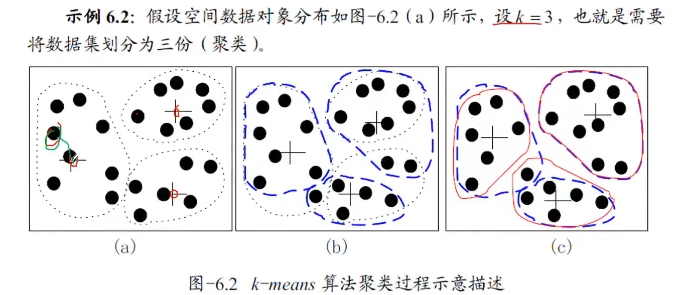 示例 6.2：假设空间数据对象分布如图-6.2（a）所示，设k＝3，也就是需要
将数据集划分为三份（聚类）。
(a) (b) (c)
图-6.2 k-means 算法聚类过程示意描述